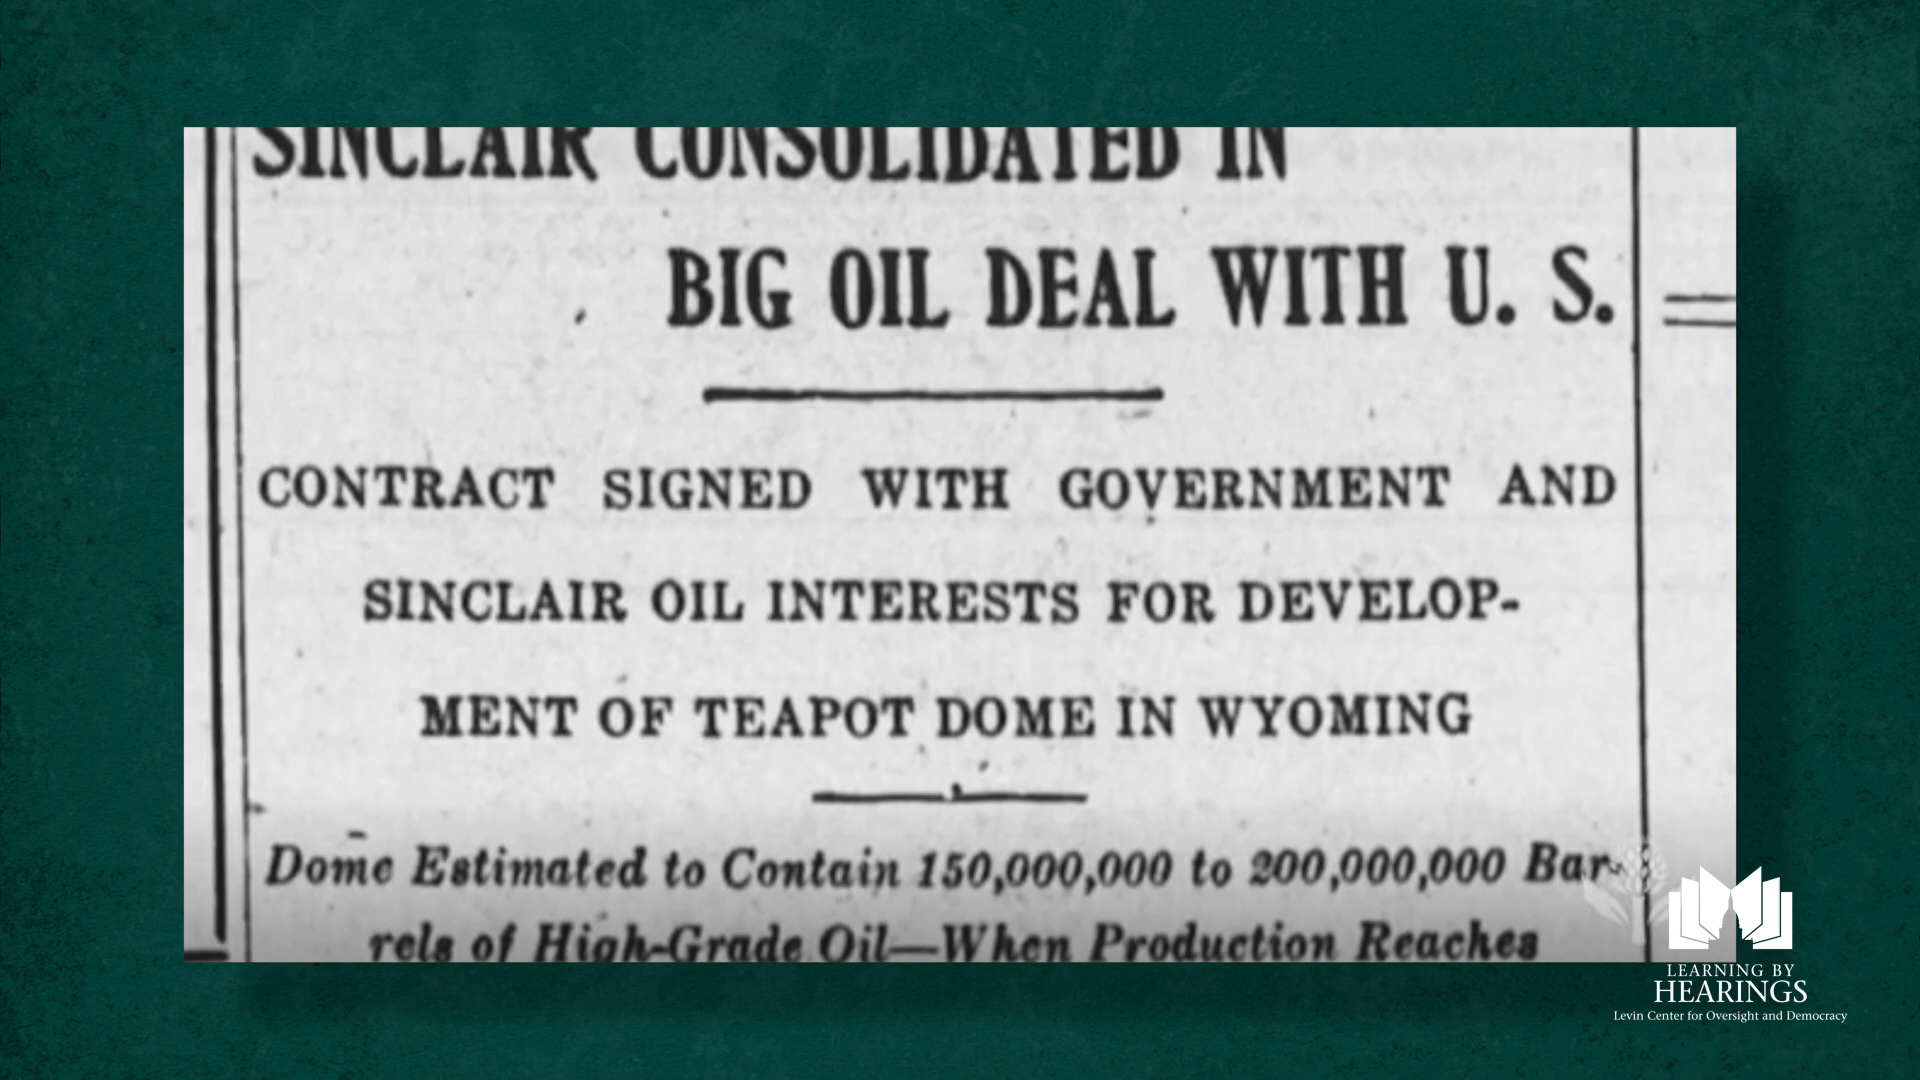 SINCLAIR CONSOLIDATED IN
BIG OIL DEAL WITH U. S.
CONTRACT SIGNED WITH GOVERNMENT AND
SINCLAIR OIL INTERESTS FOR DEVELOP-
MENT OF TEAPOT DOME IN WYOMING
Dome Estimated to Contain 150,000,000 to 200,000,000 Bar-
rels of High-Grade Oil—When Production Reaches
LEARNING BY
HEARINGS
Levin Center for Oversight and Democracy